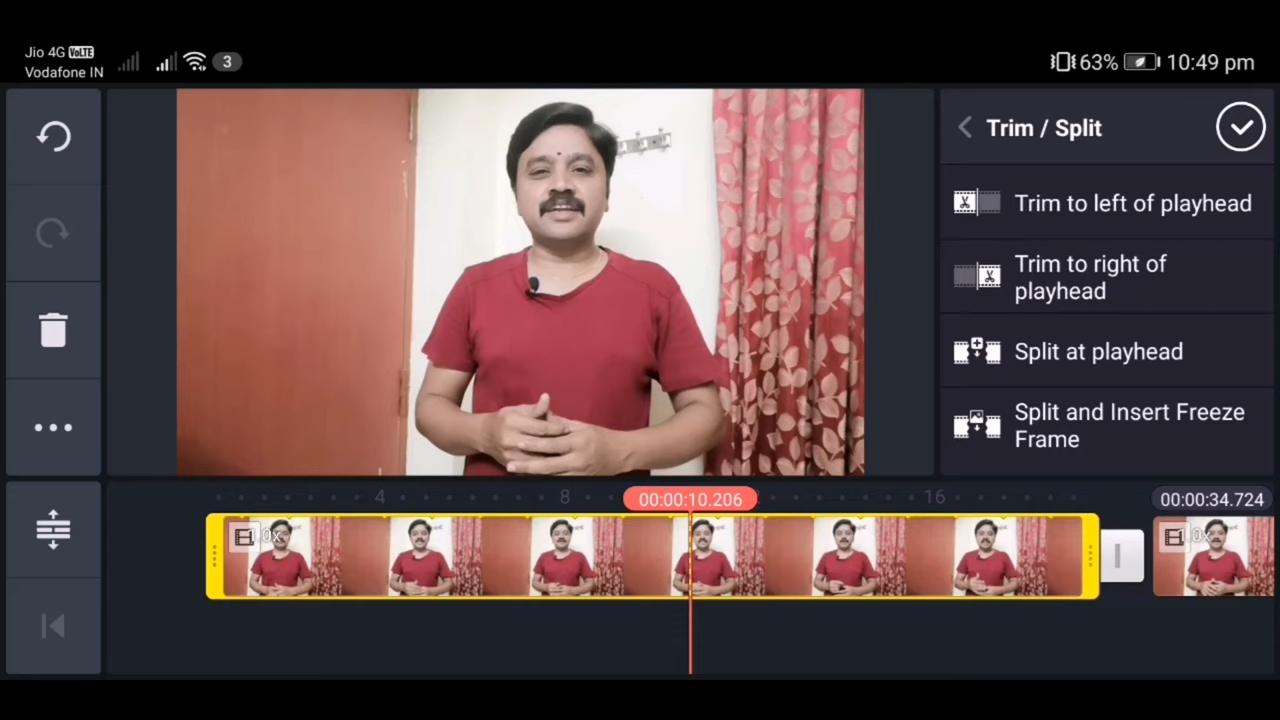 Jio 4G VoLTE
Vodafone IN
3
63%
10:49 pm
Trim / Split
Trim to left of playhead
Trim to right of
playhead
Split at playhead
Split and Insert Freeze
Frame
4
8
00:00:10.206
16
00:00:34.724